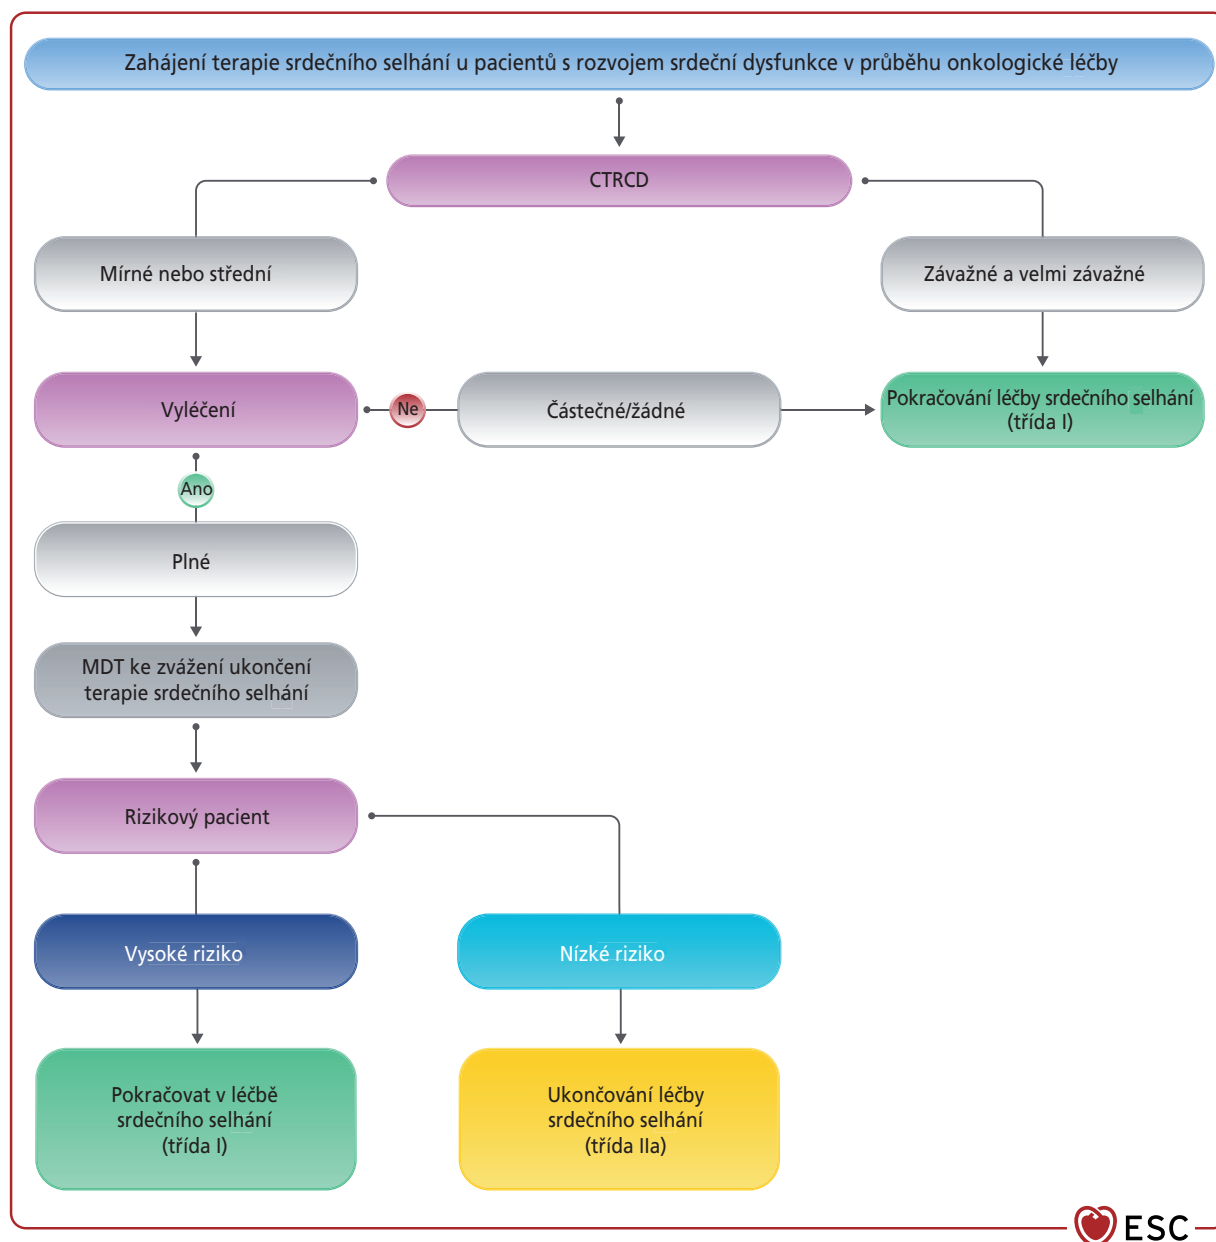 Zahájení terapie srdečního selhání u pacientů s rozvojem srdeční dysfunkce v průběhu onkologické léčby
CTRCD
Mírné nebo střední
Závažné a velmi závažné
Vyléčení
Ne
Částečné/žádné
Pokračování léčby srdečního selhání
(třída I)
Ano
Plné
MDT ke zvážení ukončení
terapie srdečního selhání
Rizikový pacient
Vysoké riziko
Nízké riziko
Pokračovat v léčbě
srdečního selhání
(třída I)
Ukončování léčby
srdečního selhání
(třída IIa)
ESC